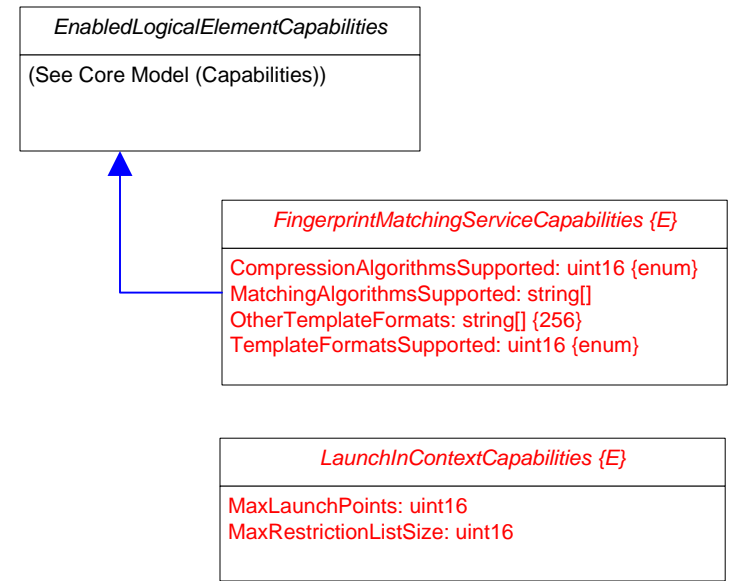 EnabledLogicalElementCapabilities
(See Core Model (Capabilities))
FingerprintMatchingServiceCapabilities {E}
CompressionAlgorithmsSupported: uint16 {enum}
MatchingAlgorithmsSupported: string[]
OtherTemplateFormats: string[] {256}
TemplateFormatsSupported: uint16 {enum}
LaunchInContextCapabilities {E}
MaxLaunchPoints: uint16
MaxRestrictionListSize: uint16